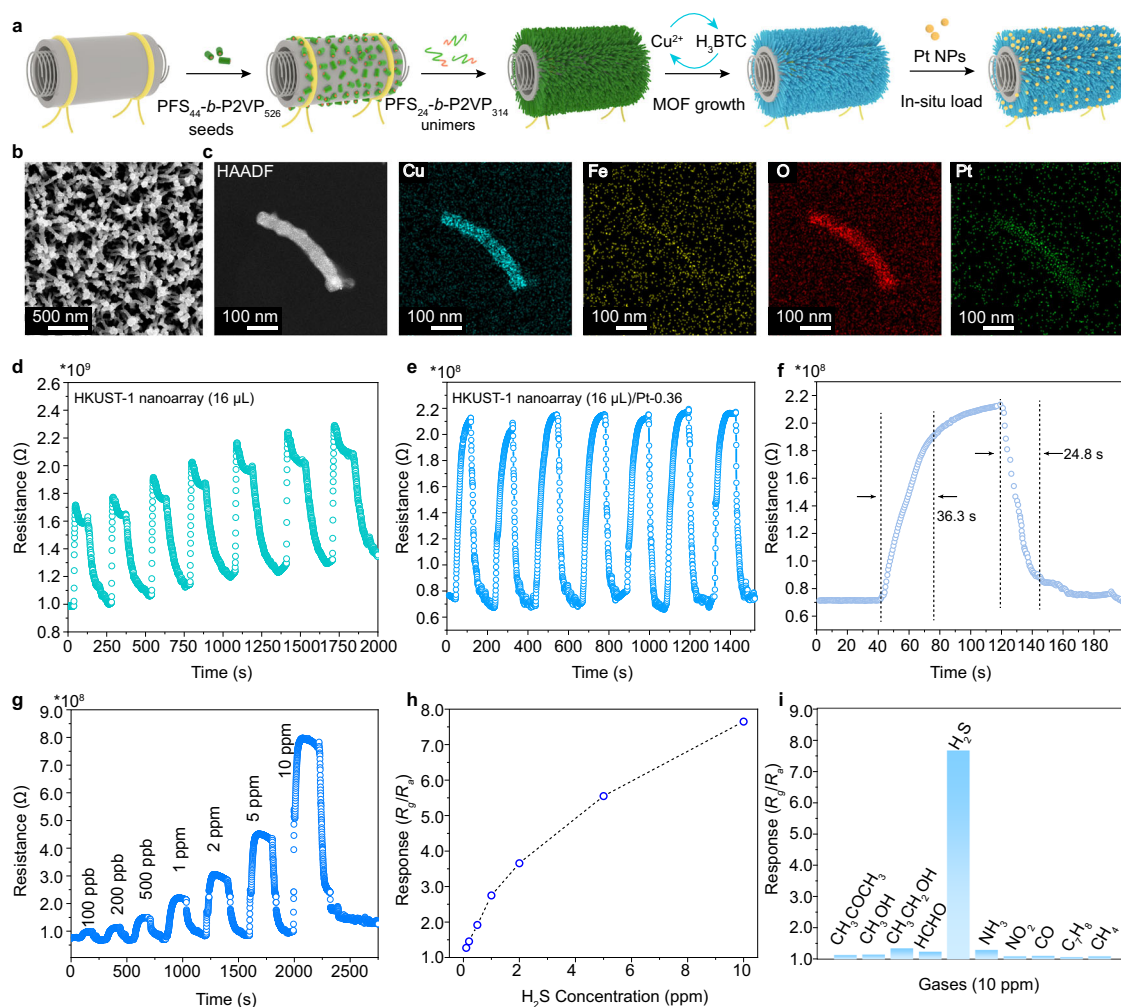 a
PFS₄₄-b-P2VP₅₂₆
seeds
PFS₂₄-b-P2VP₃₁₄
unimers
Cu²⁺ H₃BTC
MOF growth
Pt NPs
In-situ load
b
500 nm
c
HAADF
100 nm
Cu
100 nm
Fe
100 nm
O
100 nm
Pt
100 nm
d
*10⁹
HKUST-1 nanoarray (16 µL)
2.6
2.4
2.2
2.0
1.8
1.6
1.4
1.2
1.0
0.8
Resistance (Ω)
0 250 500 750 1000 1250 1500 1750 2000
Time (s)
e
*10⁸
HKUST-1 nanoarray (16 µL)/Pt-0.36
2.4
2.2
2.0
1.8
1.6
1.4
1.2
1.0
0.8
0.6
Resistance (Ω)
0 200 400 600 800 1000 1200 1400
Time (s)
f
*10⁸
2.2
2.0
1.8
1.6
1.4
1.2
1.0
0.8
0.6
Resistance (Ω)
24.8 s
36.3 s
0 20 40 60 80 100 120 140 160 180
Time (s)
g
*10⁸
9.0
8.0
7.0
6.0
5.0
4.0
3.0
2.0
1.0
0.0
Resistance (Ω)
100 ppb
200 ppb
500 ppb
1 ppm
2 ppm
5 ppm
10 ppm
0 500 1000 1500 2000 2500
Time (s)
h
8.0
7.0
6.0
5.0
4.0
3.0
2.0
1.0
Response (Rg/Ra)
0 2 4 6 8 10
H₂S Concentration (ppm)
i
9.0
8.0
7.0
6.0
5.0
4.0
3.0
2.0
1.0
Response (Rg/Ra)
CH₃COCH₃
CH₃OH
CH₃CH₂OH
HCHO
H₂S
NH₃
NO₂
CO
C₇H₈
CH₄
Gases (10 ppm)